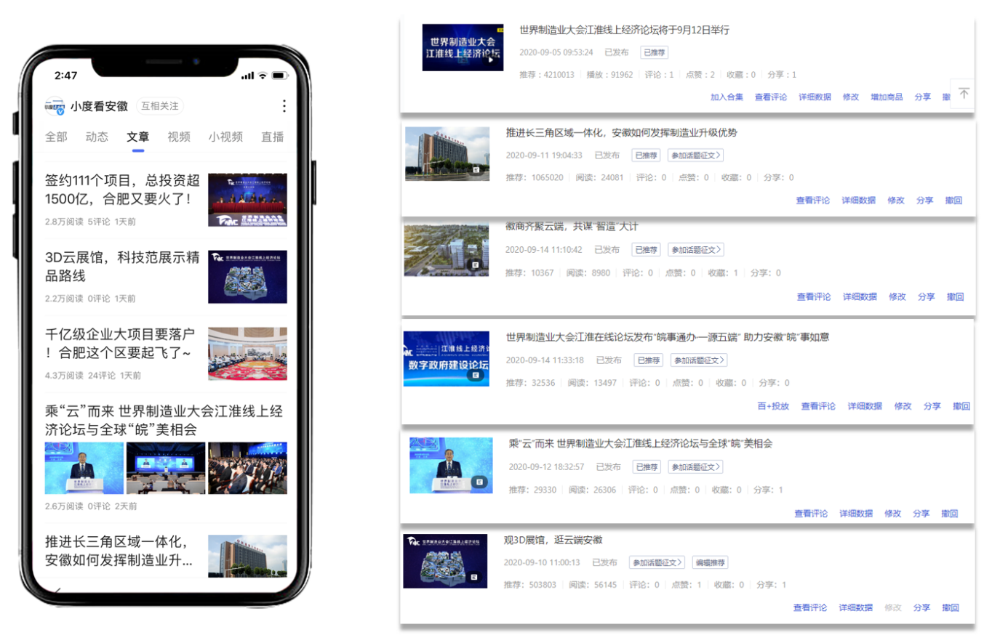 2:47
小度看安徽 互相关注
全部 动态 文章 视频 小视频 直播
签约111个项目，总投资超
1500亿，合肥又要火了！
2.8万阅读 5评论 1天前
3D云展馆，科技范展示精
品路线
2.2万阅读 0评论 1天前
千亿级企业大项目要落户
！合肥这个区要起飞了~
4.3万阅读 24评论 1天前
乘“云”而来 世界制造业大会江淮线上经
济论坛与全球“皖”美相会
2.6万阅读 0评论 2天前
推进长三角区域一体化，
安徽如何发挥制造业升...
世界制造业大会
江淮线上经济论坛
世界制造业大会江淮线上经济论坛将于9月12日举行
2020-09-05 09:53:24 已发布 已推荐
推荐：4210013 播放：91962 评论：1 点赞：2 收藏：0 分享：1
加入合集 查看评论 详细数据 修改 增加商品 分享 撤
推进长三角区域一体化，安徽如何发挥制造业升级优势
2020-09-11 19:04:33 已发布 已推荐 参加话题征文>
推荐：1065020 阅读：24081 评论：0 点赞：0 收藏：0 分享：0
查看评论 详细数据 修改 分享 撤回
徽商齐聚云端，共谋“智造”大计
2020-09-14 11:10:42 已发布 已推荐 参加话题征文>
推荐：10367 阅读：8980 评论：0 点赞：0 收藏：1 分享：0
查看评论 详细数据 修改 分享 撤回
江淮线上经济论
数字政府建设论坛
世界制造业大会江淮在线论坛发布“皖事通办·一源五端” 助力安徽“皖”事如意
2020-09-14 11:33:18 已发布 已推荐 参加话题征文>
推荐：32536 阅读：13497 评论：0 点赞：0 收藏：0 分享：0
百+投放 查看评论 详细数据 修改 分享 撤回
乘“云”而来 世界制造业大会江淮线上经济论坛与全球“皖”美相会
2020-09-12 18:32:57 已发布 已推荐 参加话题征文>
推荐：29330 阅读：26306 评论：0 点赞：0 收藏：0 分享：1
查看评论 详细数据 修改 分享 撤回
世界制造业大会江淮线上经济论坛
观3D展馆，逛云端安徽
2020-09-10 11:00:13 已发布 参加话题征文> 编辑推荐
推荐：503803 阅读：56145 评论：0 点赞：1 收藏：0 分享：1
查看评论 详细数据 修改 分享 撤回